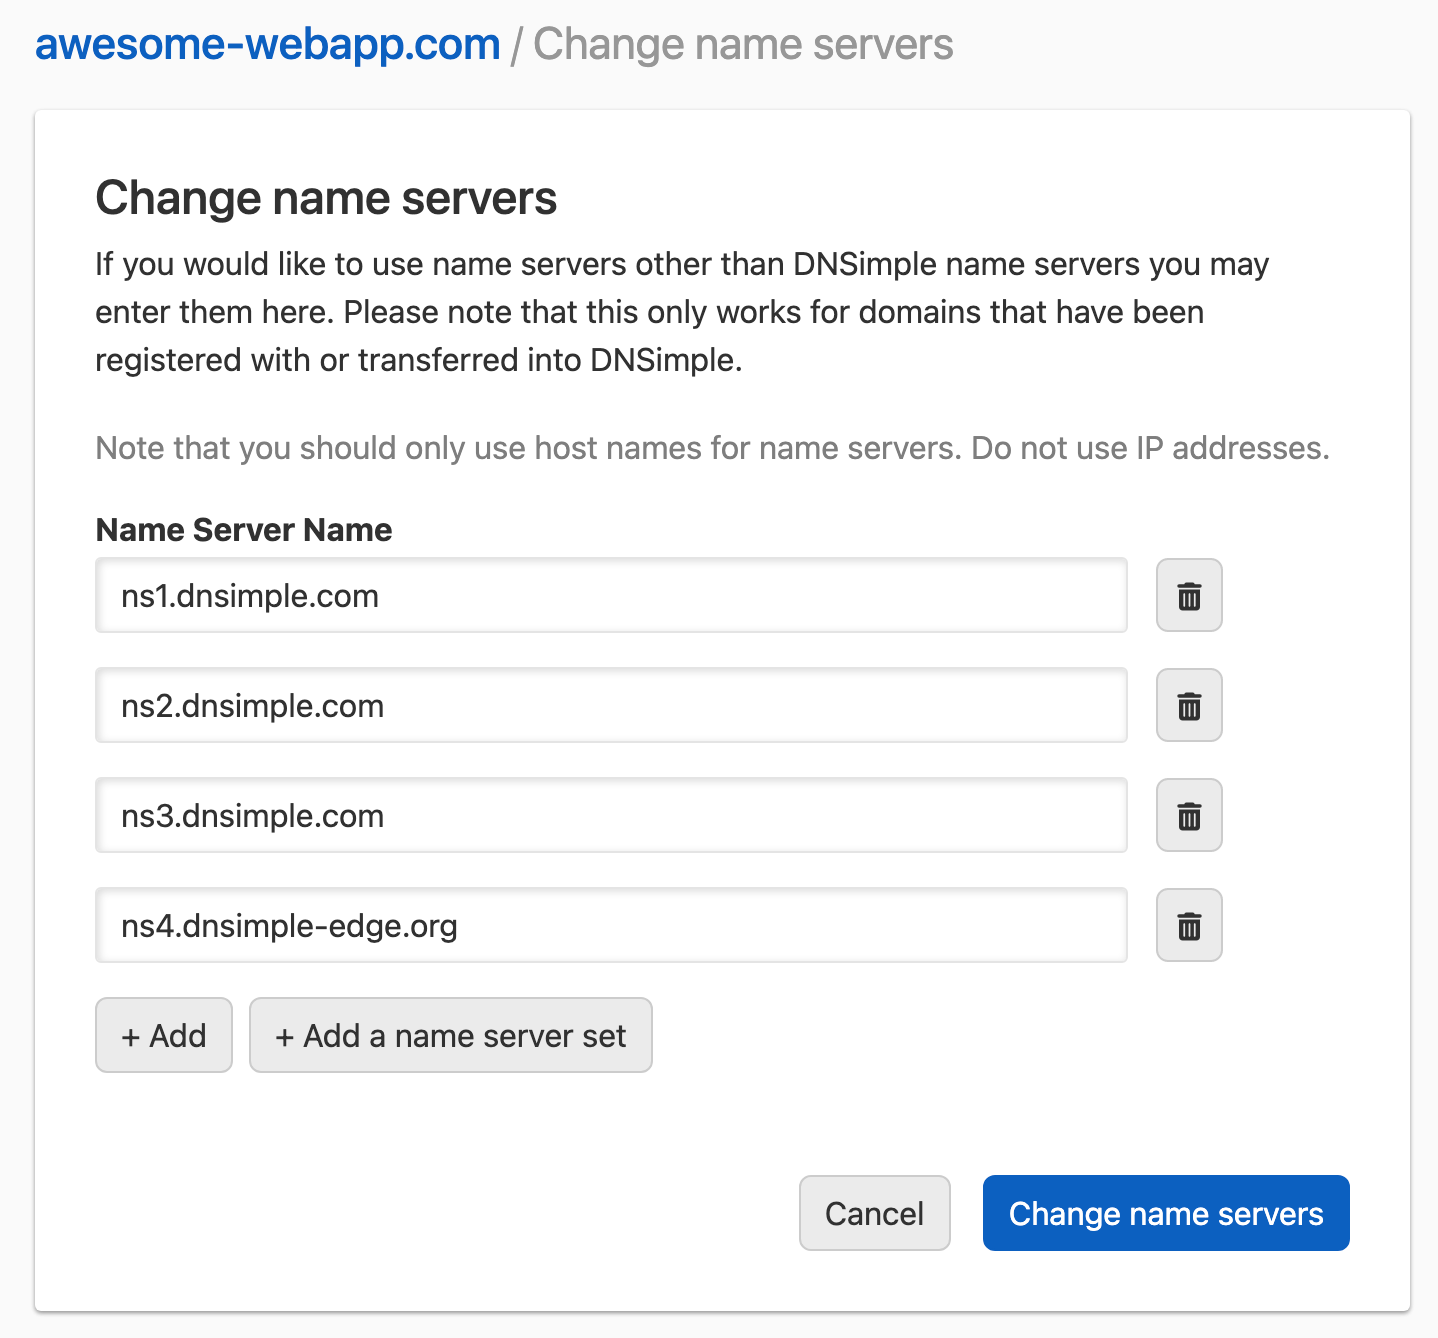 awesome-webapp.com / Change name servers
Change name servers
If you would like to use name servers other than DNSimple name servers you may
enter them here. Please note that this only works for domains that have been
registered with or transferred into DNSimple.
Note that you should only use host names for name servers. Do not use IP addresses.
Name Server Name
ns1.dnsimple.com
ns2.dnsimple.com
ns3.dnsimple.com
ns4.dnsimple-edge.org
+ Add + Add a name server set
Cancel Change name servers